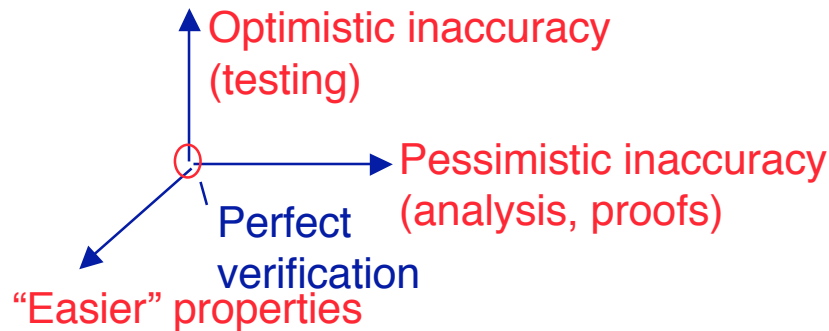 Optimistic inaccuracy
(testing)
Pessimistic inaccuracy
(analysis, proofs)
Perfect
verification
“Easier” properties